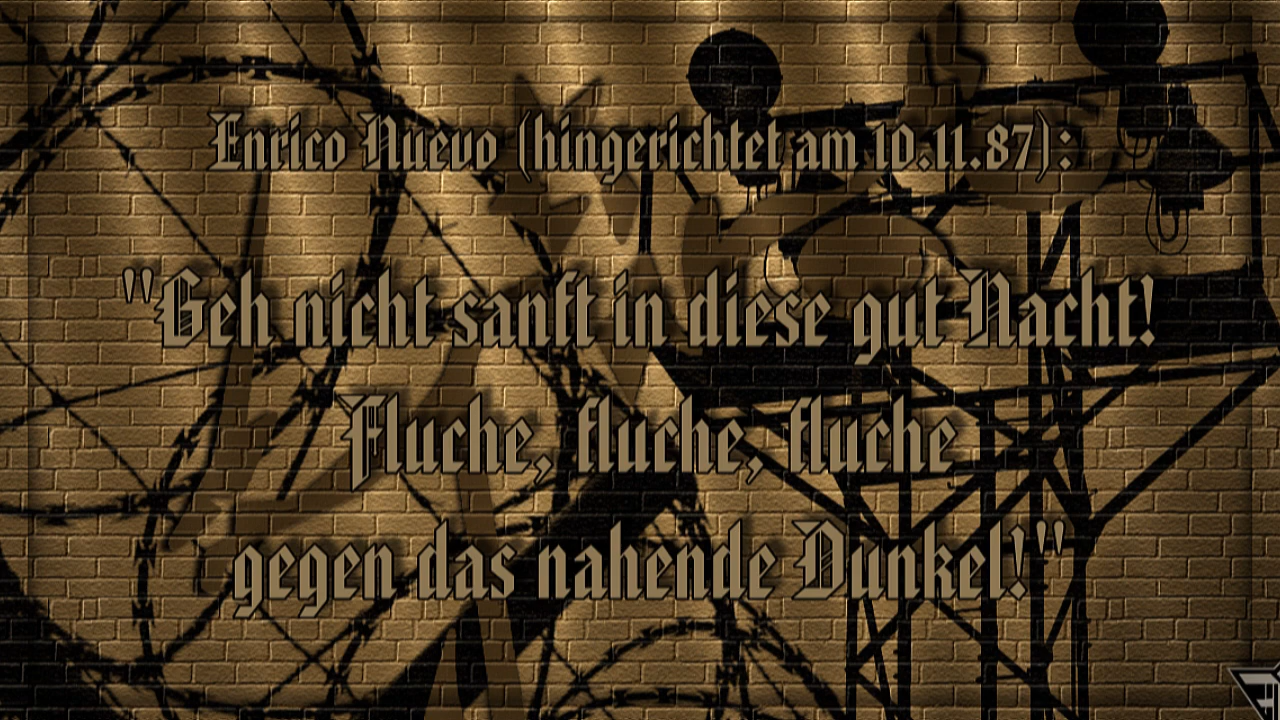 Enrico Nuevo (hingerichtet am 10.11.87):
"Geh nicht sanft in diese gut Nacht!
Fluche, fluche, fluche
gegen das nahende Dunkel!"